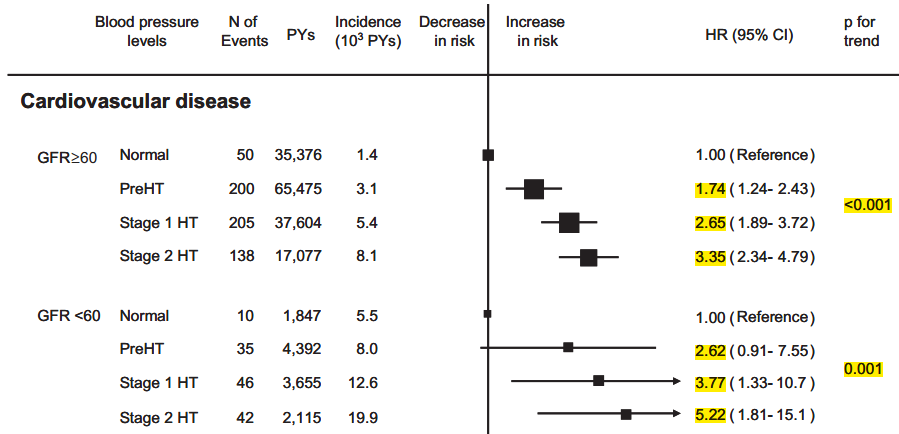 Blood pressure levels N of Events PYs Incidence (10³ PYs) Decrease in risk Increase in risk HR (95% CI) p for trend
Cardiovascular disease
GFR≥60 Normal 50 35,376 1.4 1.00 (Reference)
PreHT 200 65,475 3.1 1.74 (1.24- 2.43)
<0.001
Stage 1 HT 205 37,604 5.4 2.65 (1.89- 3.72)
Stage 2 HT 138 17,077 8.1 3.35 (2.34- 4.79)
GFR <60 Normal 10 1,847 5.5 1.00 (Reference)
PreHT 35 4,392 8.0 2.62 (0.91- 7.55)
0.001
Stage 1 HT 46 3,655 12.6 3.77 (1.33- 10.7)
Stage 2 HT 42 2,115 19.9 5.22 (1.81- 15.1)